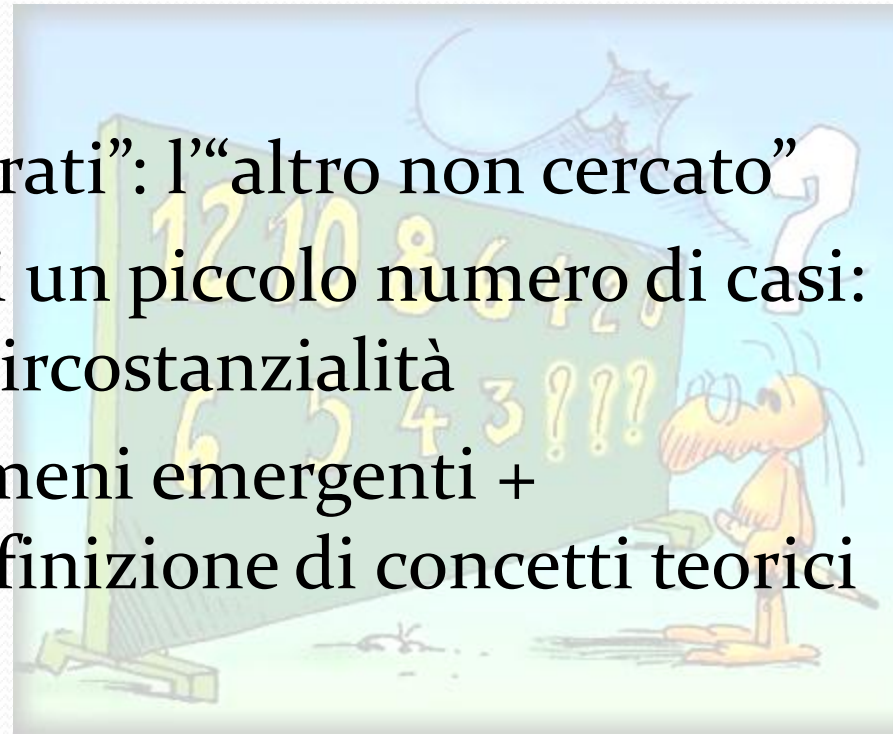 rati”: l’“altro non cercato”
i un piccolo numero di casi:
ircostanzialità
meni emergenti +
finizione di concetti teorici
12 10 8 6 4 2 0
6 5 4 3 ???
?